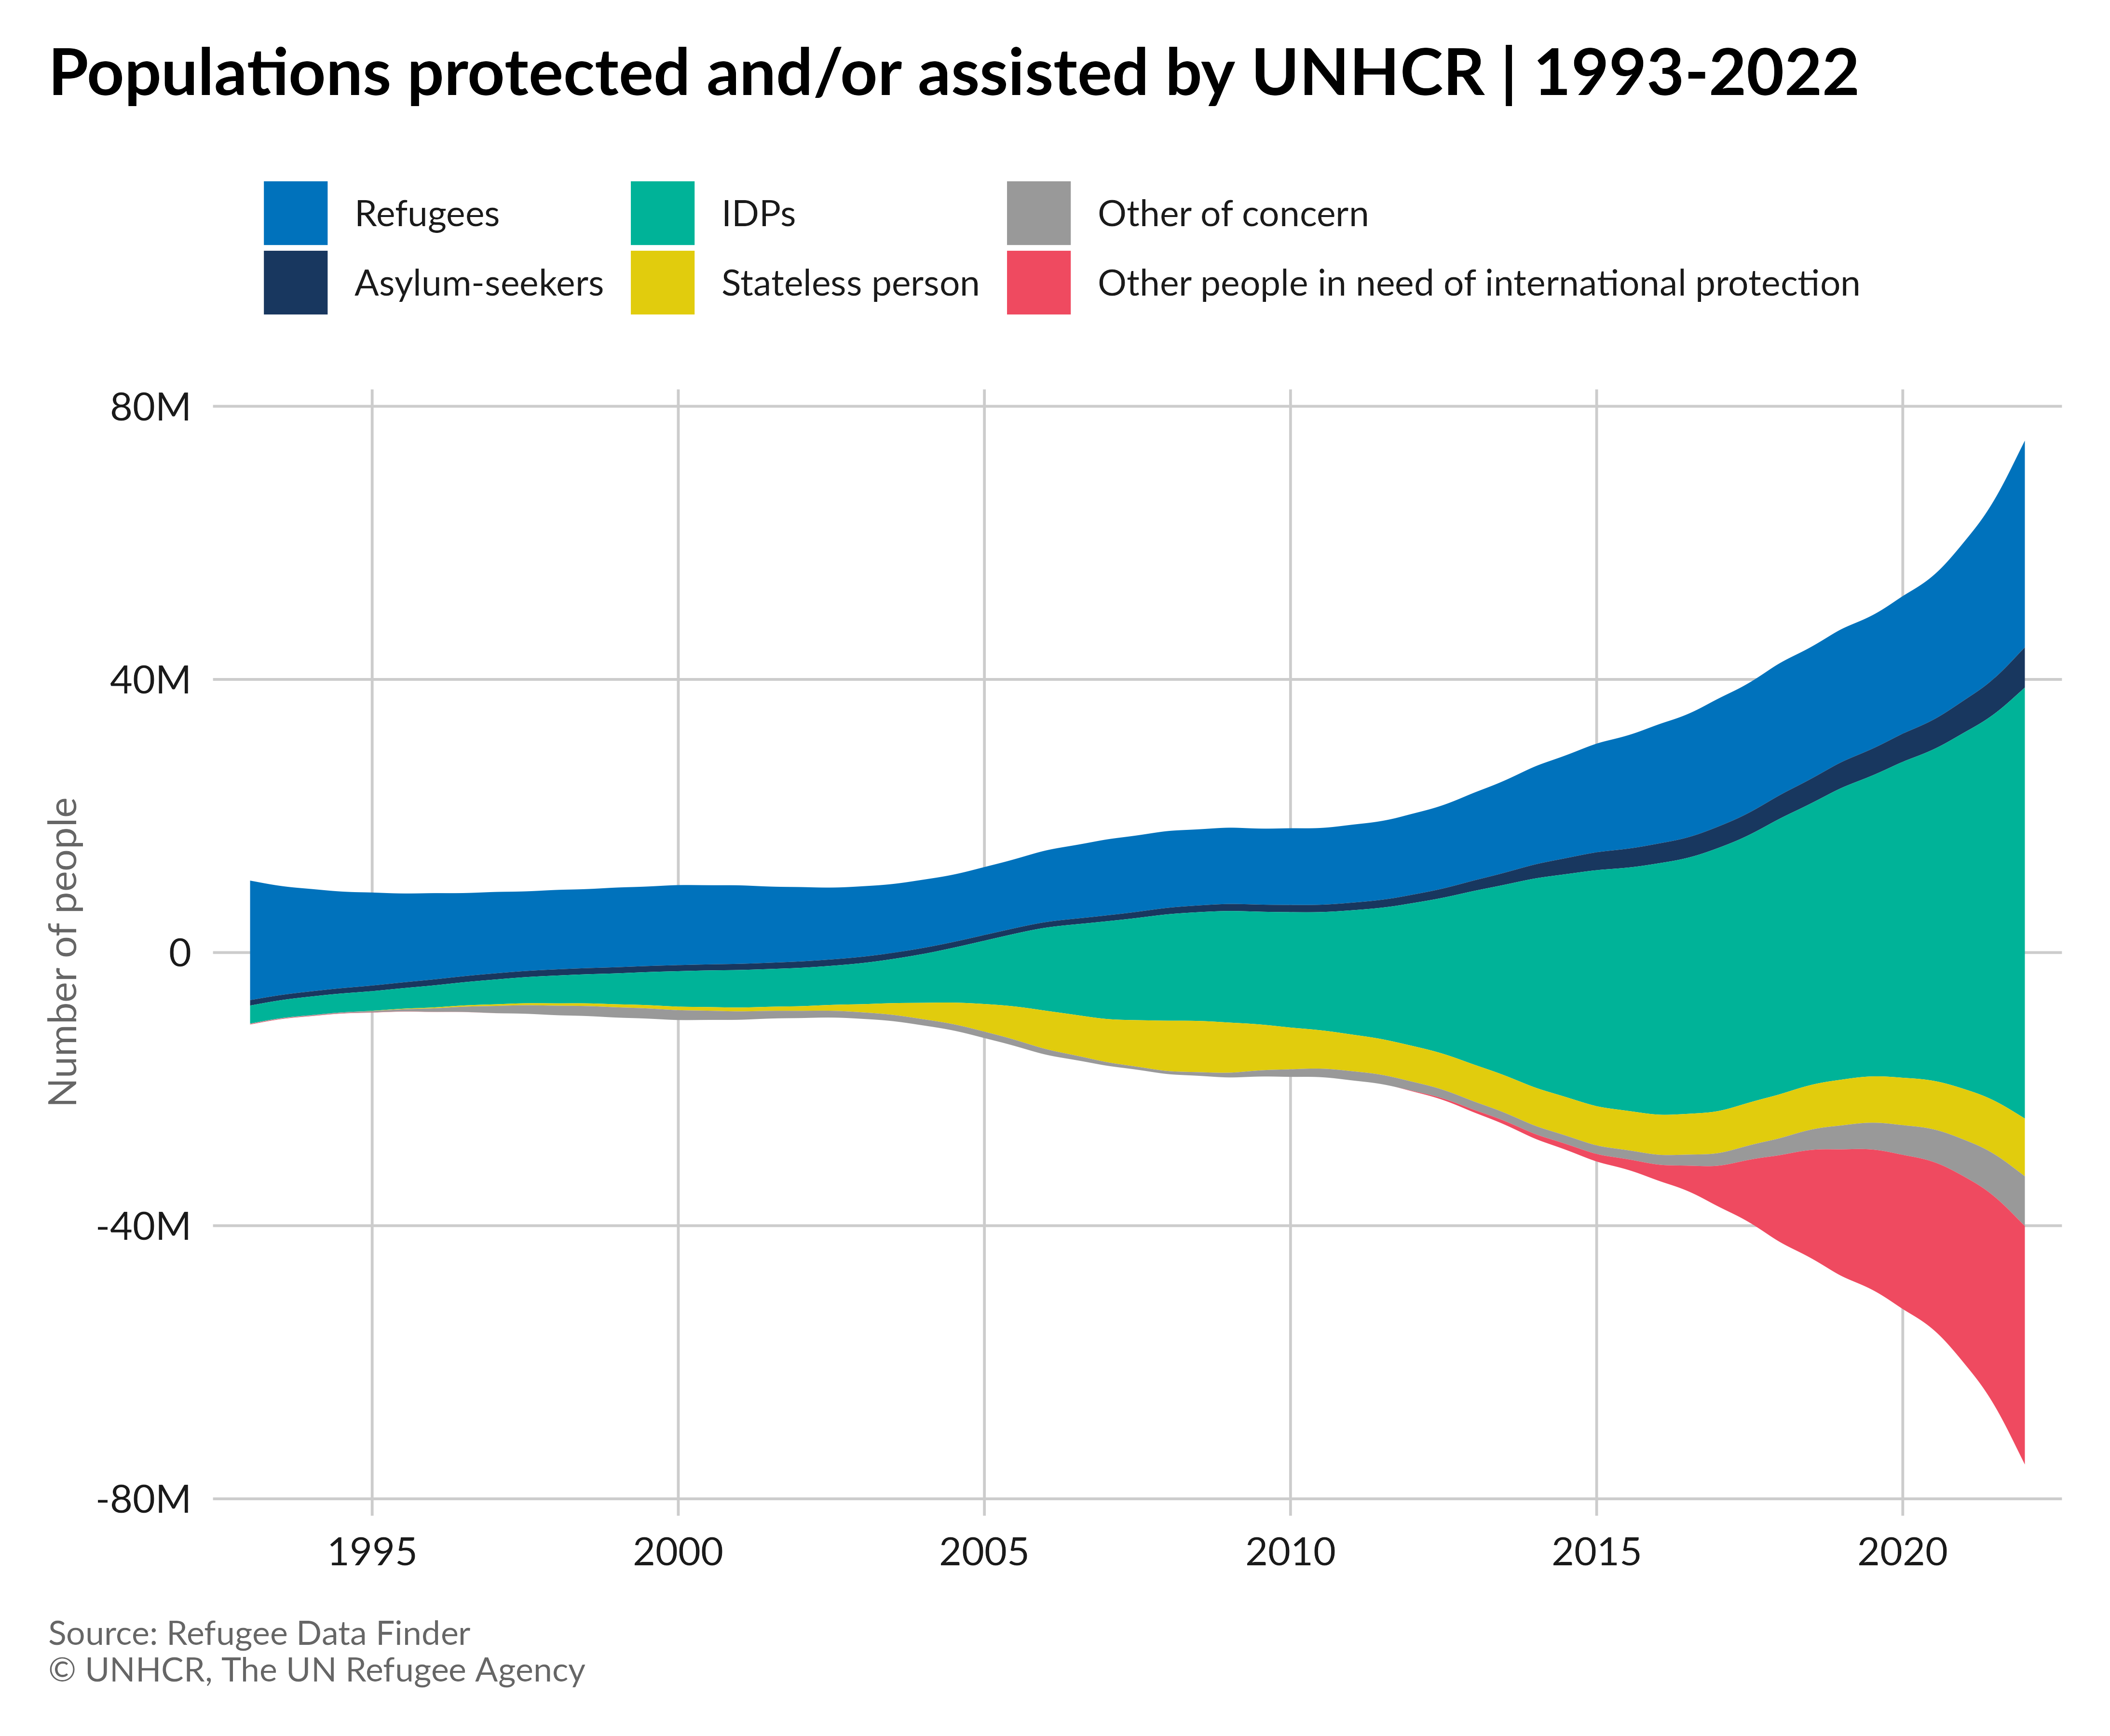 Populations protected and/or assisted by UNHCR | 1993-2022
Refugees
IDPs
Other of concern
Asylum-seekers
Stateless person
Other people in need of international protection
80M
40M
0
-40M
-80M
Number of people
1995
2000
2005
2010
2015
2020
Source: Refugee Data Finder
© UNHCR, The UN Refugee Agency